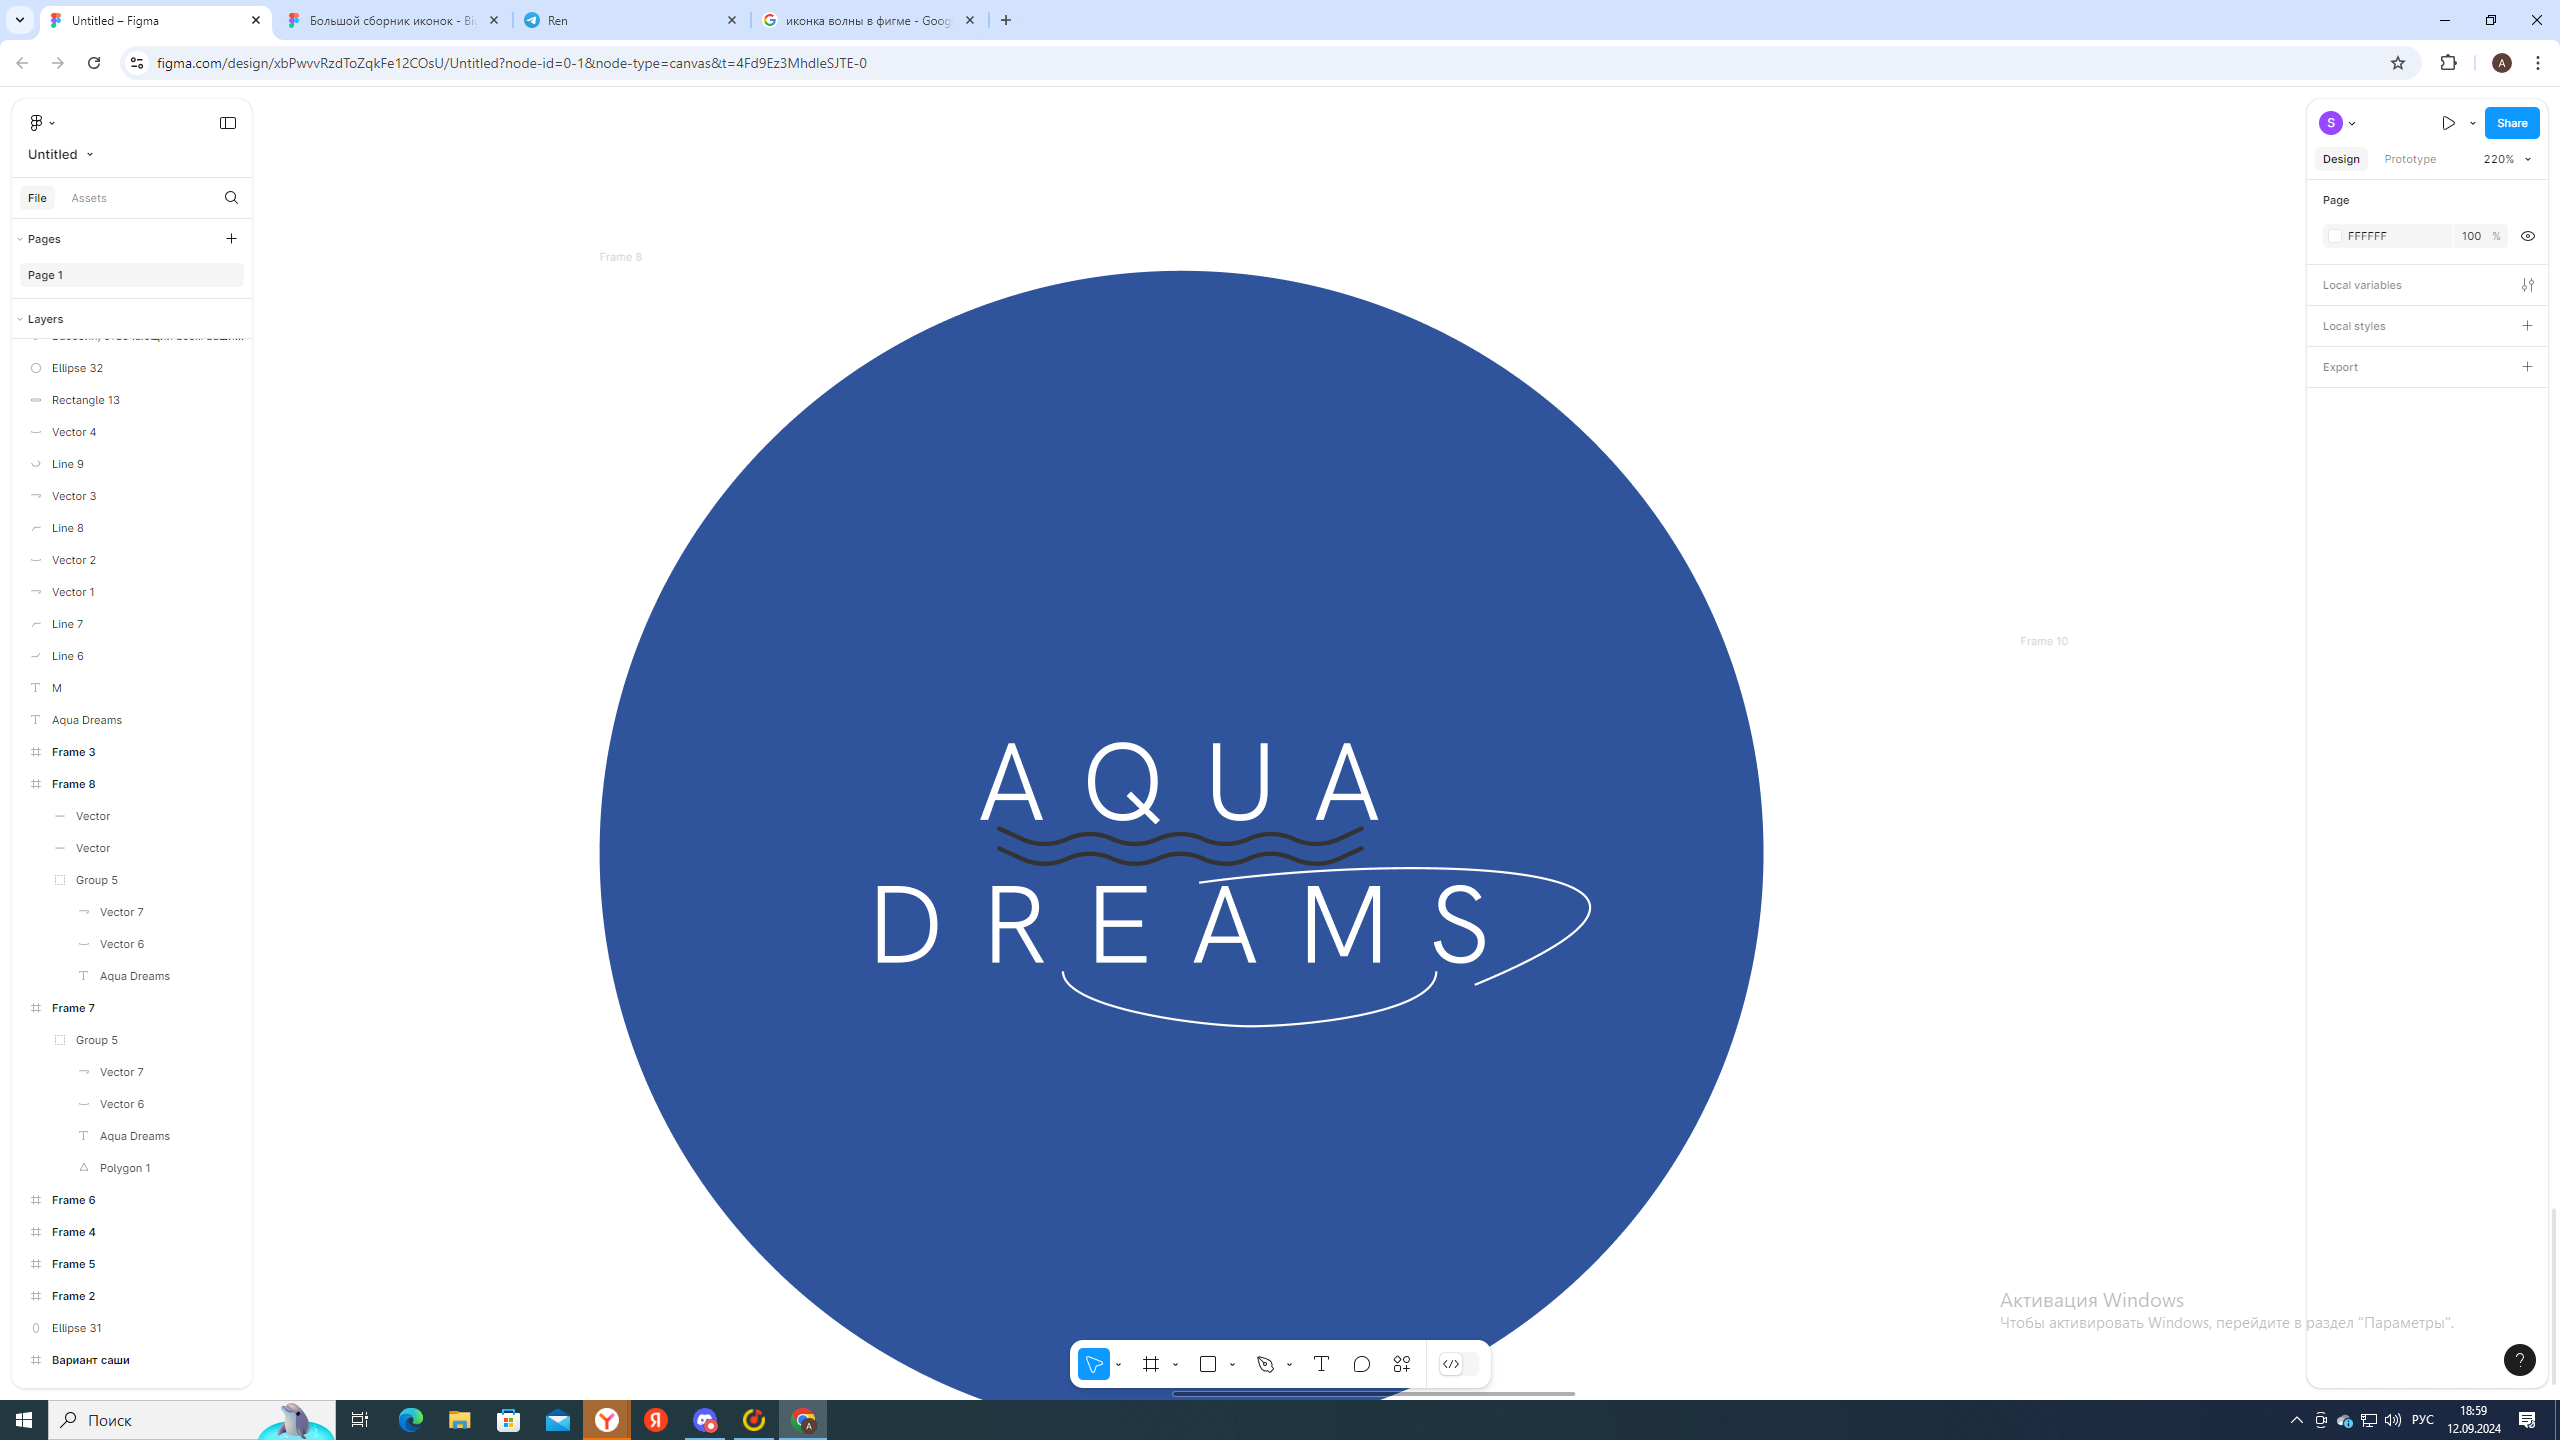 Untitled – Figma
Большой сборник иконок - Bi
Ren
иконка волны в фигме - Goog
figma.com/design/xbPwvvRzdToZqkFe12COsU/Untitled?node-id=0-1&node-type=canvas&t=4Fd9Ez3MhdleSJTE-0
A
Untitled
File
Assets
Pages
Page 1
Layers
Ellipse 32
Rectangle 13
Vector 4
Line 9
Vector 3
Line 8
Vector 2
Vector 1
Line 7
Line 6
M
Aqua Dreams
Frame 3
Frame 8
Vector
Vector
Group 5
Vector 7
Vector 6
Aqua Dreams
Frame 7
Group 5
Vector 7
Vector 6
Aqua Dreams
Polygon 1
Frame 6
Frame 4
Frame 5
Frame 2
Ellipse 31
Вариант саши
Frame 8
AQUA
DREAMS
Frame 10
S
Share
Design
Prototype
220%
Page
FFFFFF
100
%
Local variables
Local styles
Export
Активация Windows
Чтобы активировать Windows, перейдите в раздел "Параметры".
?
Поиск
РУС
18:59
12.09.2024